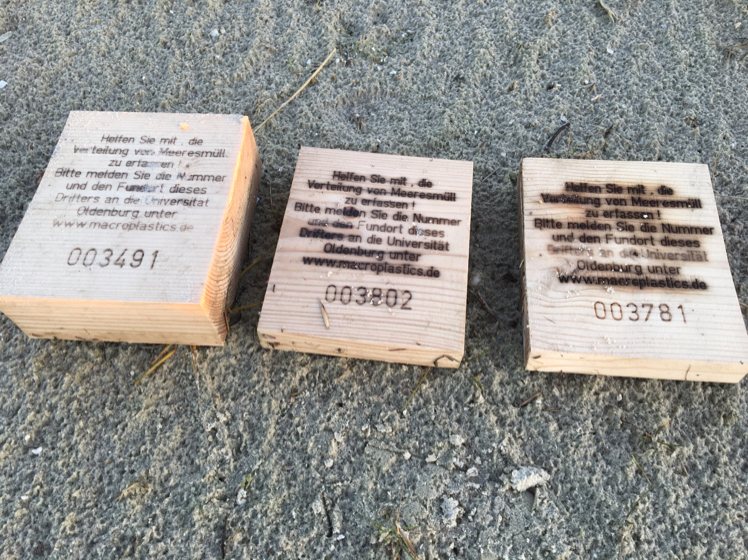 Helfen Sie mit , die
Verteilung von Meeresmüll
zu erfassen !
Bitte melden Sie die Nummer
und den Fundort dieses
Drifters an die Universität
Oldenburg unter
www.macroplastics.de
003491
Helfen Sie mit , die
Verteilung von Meeresmüll
zu erfassen !
Bitte melden Sie die Nummer
und den Fundort dieses
Drifters an die Universität
Oldenburg unter
www.macroplastics.de
003802
Helfen Sie mit , die
Verteilung von Meeresmüll
zu erfassen !
Bitte melden Sie die Nummer
und den Fundort dieses
Drifters an die Universität
Oldenburg unter
www.macroplastics.de
003781